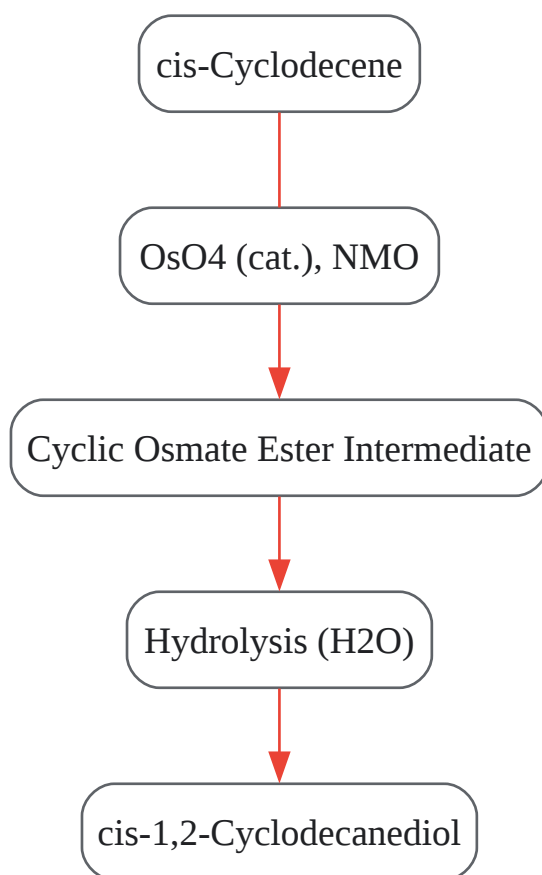 cis-Cyclodecene
OsO4 (cat.), NMO
Cyclic Osmate Ester Intermediate
Hydrolysis (H2O)
cis-1,2-Cyclodecanediol